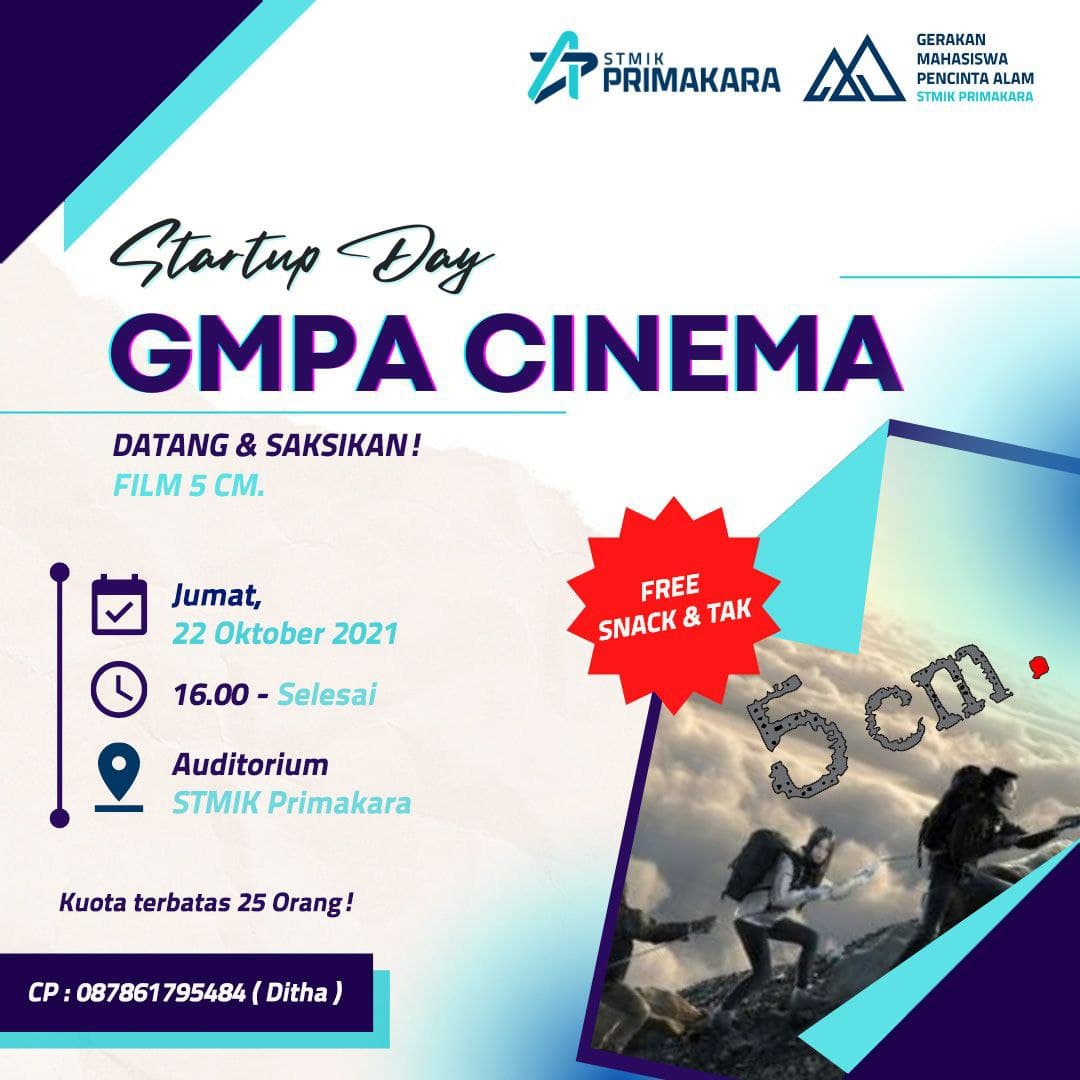 STMIK
PRIMAKARA
GERAKAN
MAHASISWA
PENCINTA ALAM
STMIK PRIMAKARA
Startup Day
GMPA CINEMA
DATANG & SAKSIKAN!
FILM 5 CM.
Jumat,
22 Oktober 2021
16.00 - Selesai
Auditorium
STMIK Primakara
FREE
SNACK & TAK
5 cm.
Kuota terbatas 25 Orang!
CP : 087861795484 ( Ditha )